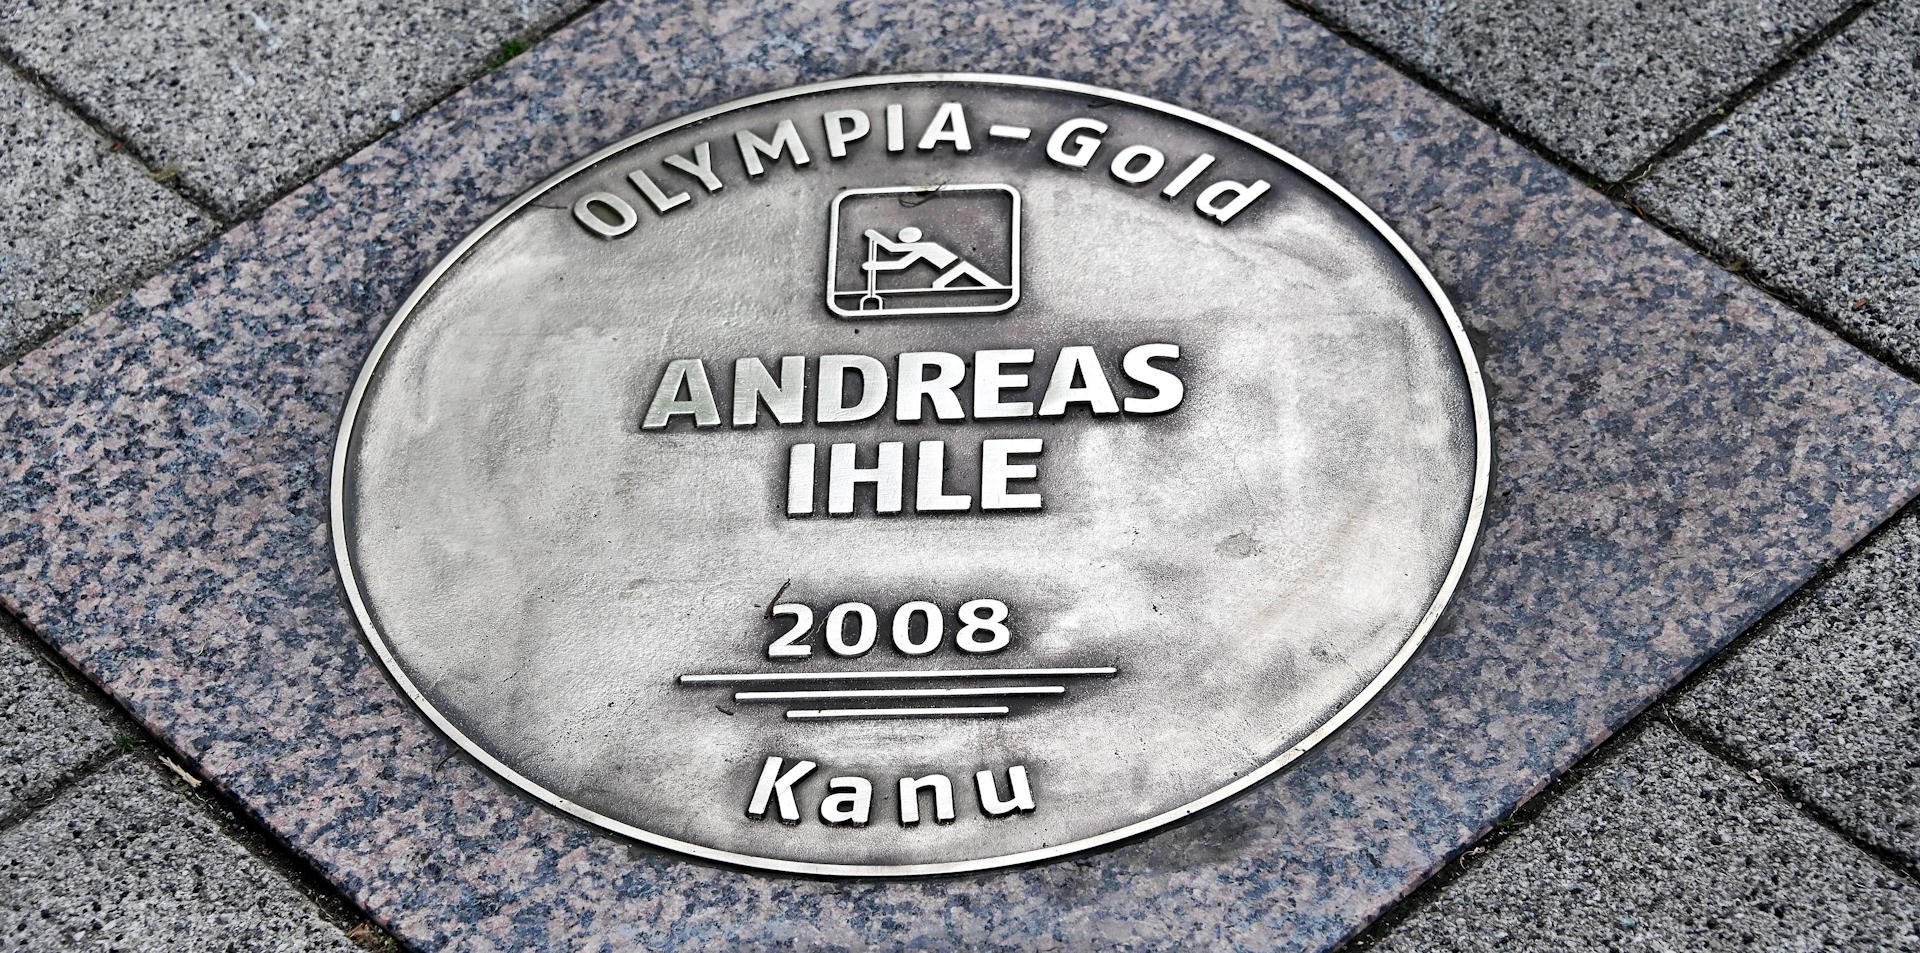 OLYMPIA-Gold
ANDREAS
IHLE
2008
Kanu